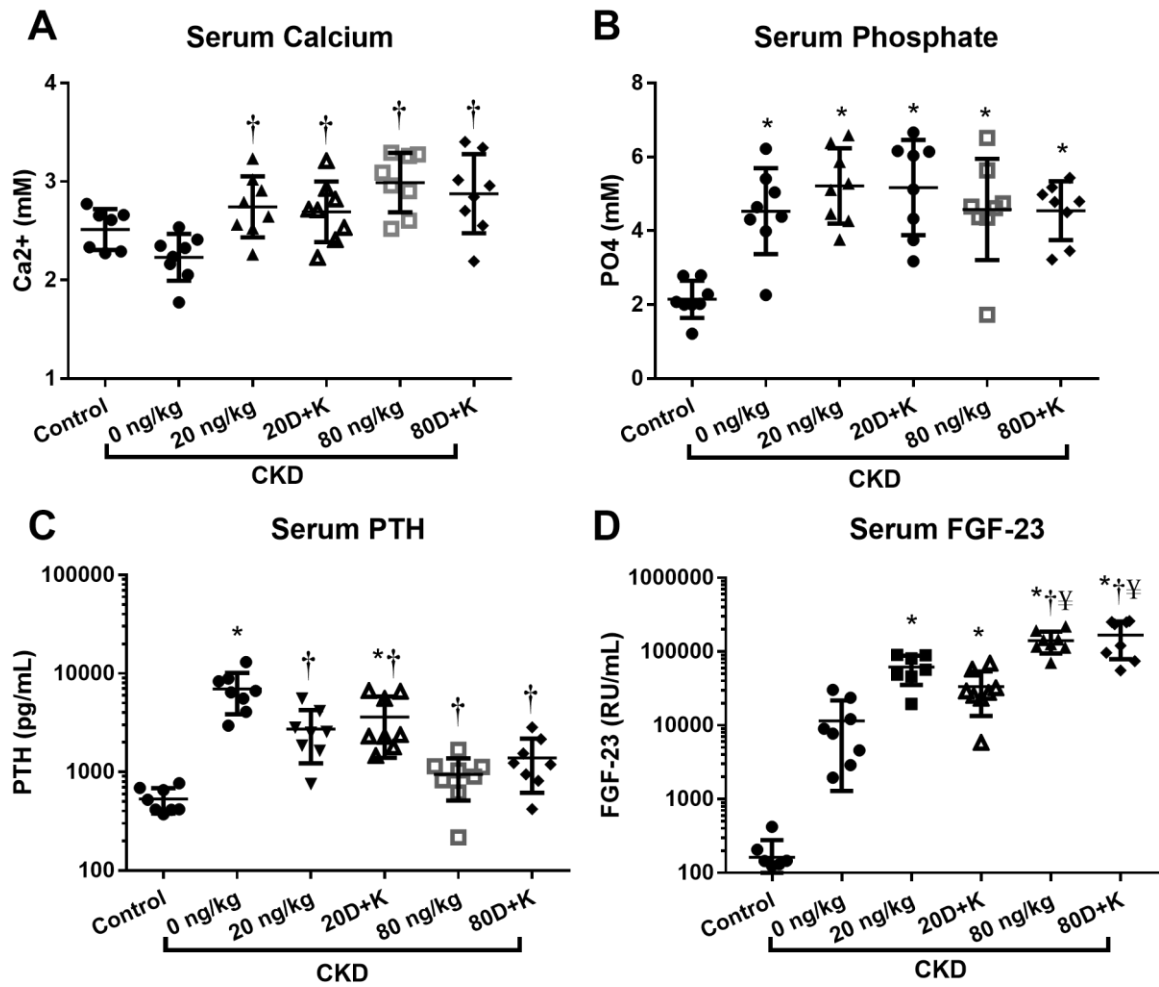 A
Serum Calcium
Ca2+ (mM)
4
3
2
1
† † † †
Control
0 ng/kg
20 ng/kg
20D+K
80 ng/kg
80D+K
CKD
B
Serum Phosphate
PO4 (mM)
8
6
4
2
0
* * * * *
Control
0 ng/kg
20 ng/kg
20D+K
80 ng/kg
80D+K
CKD
C
Serum PTH
PTH (pg/mL)
100000
10000
1000
100
* † *† † †
Control
0 ng/kg
20 ng/kg
20D+K
80 ng/kg
80D+K
CKD
D
Serum FGF-23
FGF-23 (RU/mL)
1000000
100000
10000
1000
100
* * *†¥ *†¥
Control
0 ng/kg
20 ng/kg
20D+K
80 ng/kg
80D+K
CKD